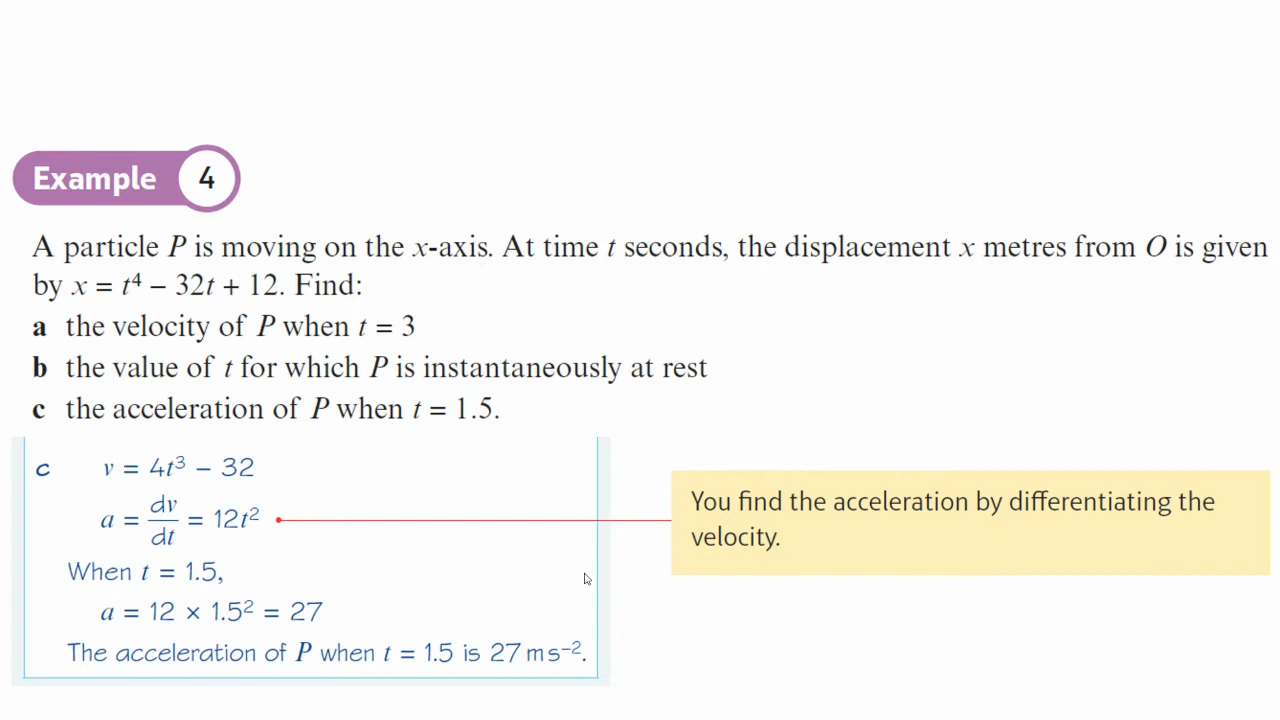 Example 4
A particle P is moving on the x-axis. At time t seconds, the displacement x metres from O is given
by x = t⁴ − 32t + 12. Find:
a the velocity of P when t = 3
b the value of t for which P is instantaneously at rest
c the acceleration of P when t = 1.5.
c v = 4t³ − 32
a = dv/dt = 12t²
When t = 1.5,
a = 12 × 1.5² = 27
The acceleration of P when t = 1.5 is 27 m s⁻².
You find the acceleration by differentiating the
velocity.